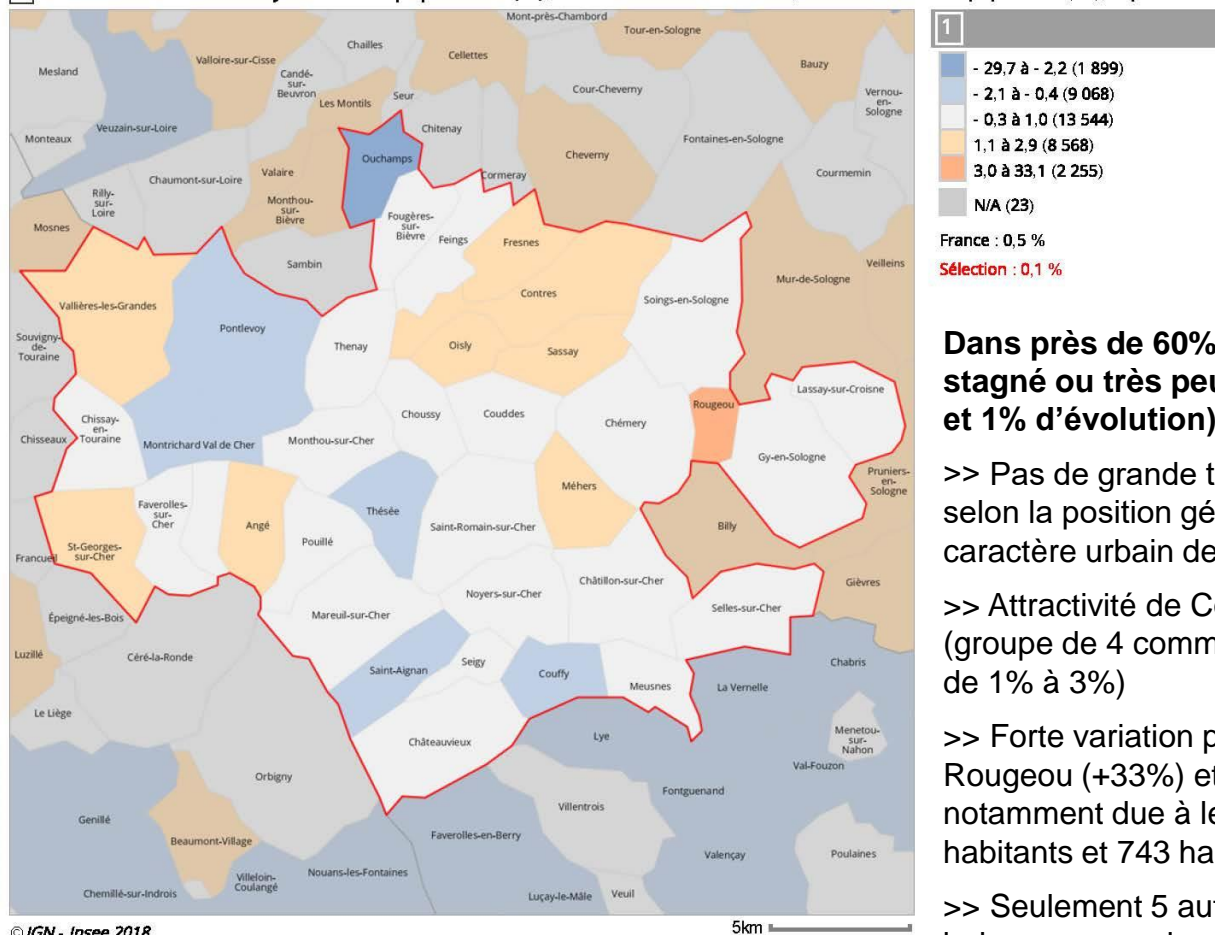 Mont-près-Chambord
Tour-en-Sologne
Chailles
Valloire-sur-Cisse
Cellettes
Bauzy
Mesland
Candé-
sur-
Beuvron
Les Montils
Seur
Cour-Cheverny
Vernou-
en-
Sologne
Veuzain-sur-Loire
Chitenay
Monteaux
Fontaines-en-Sologne
Ouchamps
Cheverny
Valaire
Chaumont-sur-Loire
Cormeray
Courmemin
Rilly-
sur-
Loire
Monthou-
sur-
Bièvre
Mosnes
Fougères-
sur-
Bièvre
Feings
Fresnes
Sambin
Veilleins
Mur-de-Sologne
Vallières-les-Grandes
Contres
Soings-en-Sologne
Pontlevoy
Souvigny-
de-
Touraine
Thenay
Oisly
Sassay
Lassay-sur-Croisne
Rougeou
Choussy
Couddes
Chémery
Chissay-
en-
Touraine
Chisseaux
Montrichard Val de Cher
Monthou-sur-Cher
Gy-en-Sologne
Pruniers-
en-
Sologne
Méhers
Faverolles-
sur-
Cher
Thésée
Angé
Saint-Romain-sur-Cher
Billy
Pouillé
St-Georges-
sur-Cher
Francueil
Châtillon-sur-Cher
Gièvres
Noyers-sur-Cher
Selles-sur-Cher
Épeigné-les-Bois
Mareuil-sur-Cher
Luzillé
Céré-la-Ronde
Saint-Aignan
Seigy
Couffy
Chabris
Meusnes
La Vernelle
Le Liège
Châteauvieux
Lye
Menetou-
sur-
Nahon
Val-Fouzon
Orbigny
Fontguenand
Villentrois
Genillé
Faverolles-en-Berry
Beaumont-Village
Valençay
Poulaines
Nouans-les-Fontaines
Villeloin-
Coulangé
Chemillé-sur-Indrois
Luçay-le-Mâle
Veuil
© IGN - Insee 2018
5km
1
- 29,7 à - 2,2 (1 899)
- 2,1 à - 0,4 (9 068)
- 0,3 à 1,0 (13 544)
1,1 à 2,9 (8 568)
3,0 à 33,1 (2 255)
N/A (23)
France : 0,5 %
Sélection : 0,1 %
Dans près de 60%
stagné ou très peu
et 1% d'évolution)
>> Pas de grande t
selon la position gé
caractère urbain de
>> Attractivité de Co
(groupe de 4 comm
de 1% à 3%)
>> Forte variation p
Rougeou (+33%) et
notamment due à le
habitants et 743 ha
>> Seulement 5 aut